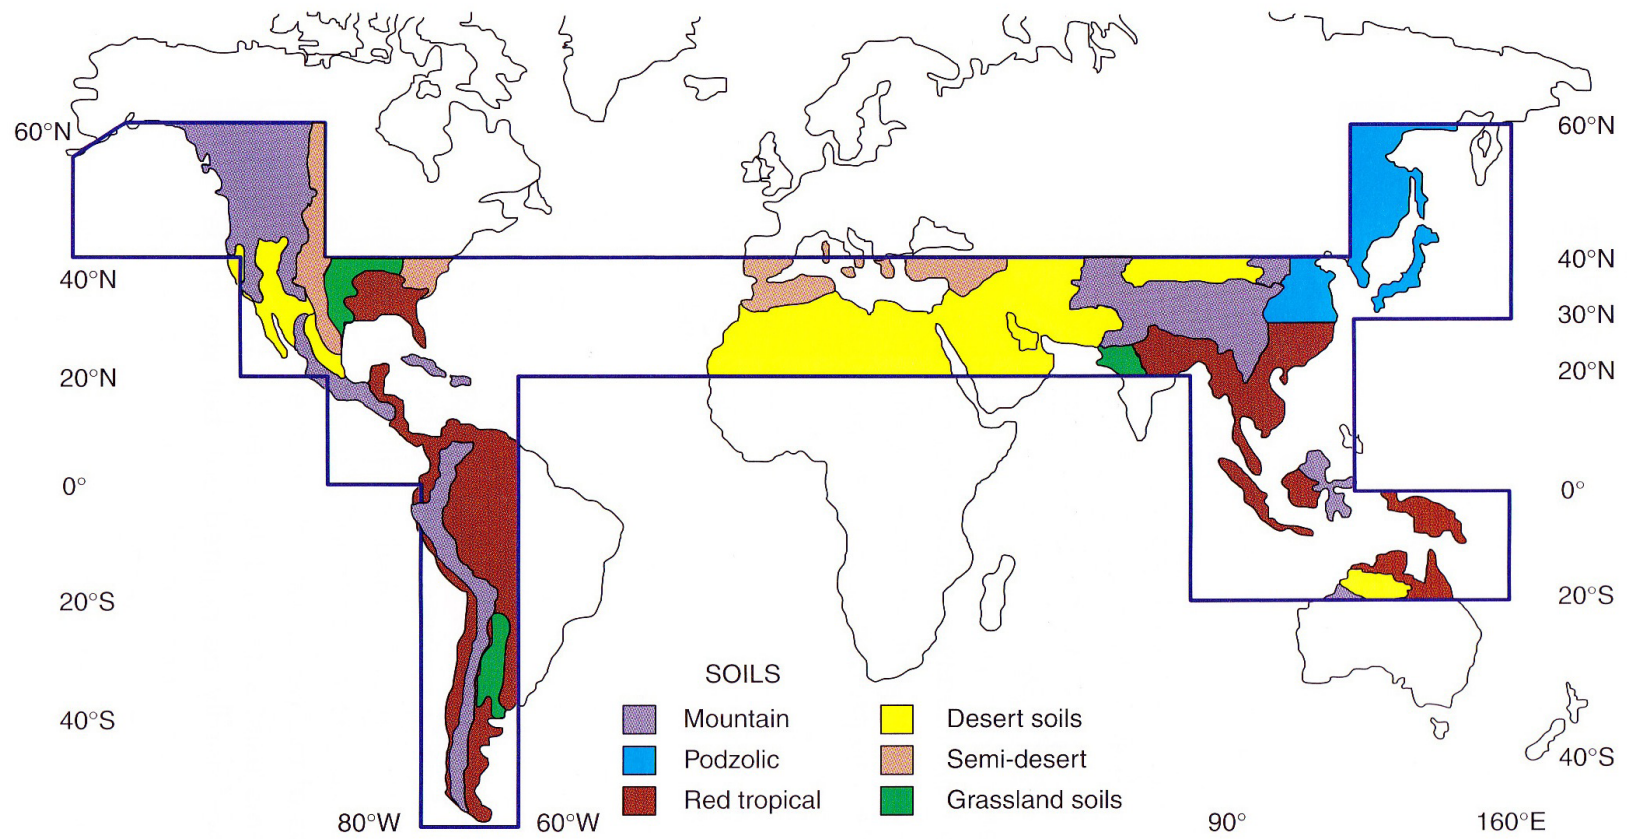 60°N
60°N
40°N
40°N
30°N
20°N
20°N
0°
0°
20°S
20°S
SOILS
40°S
Mountain
Desert soils
Podzolic
Semi-desert
40°S
Red tropical
Grassland soils
80°W
60°W
90°
160°E